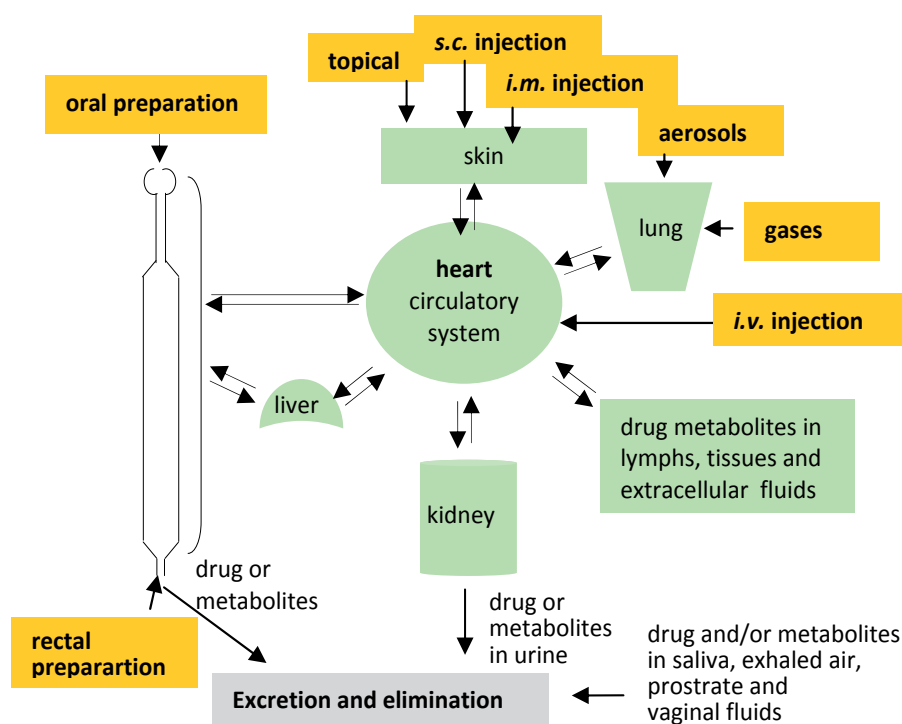 s.c. injection
topical
i.m. injection
oral preparation
aerosols
skin
lung
gases
heart
circulatory
system
i.v. injection
liver
drug metabolites in
lymphs, tissues and
extracellular fluids
kidney
drug or
metabolites
rectal
preparartion
drug or
metabolites
in urine
drug and/or metabolites
in saliva, exhaled air,
prostrate and
vaginal fluids
Excretion and elimination